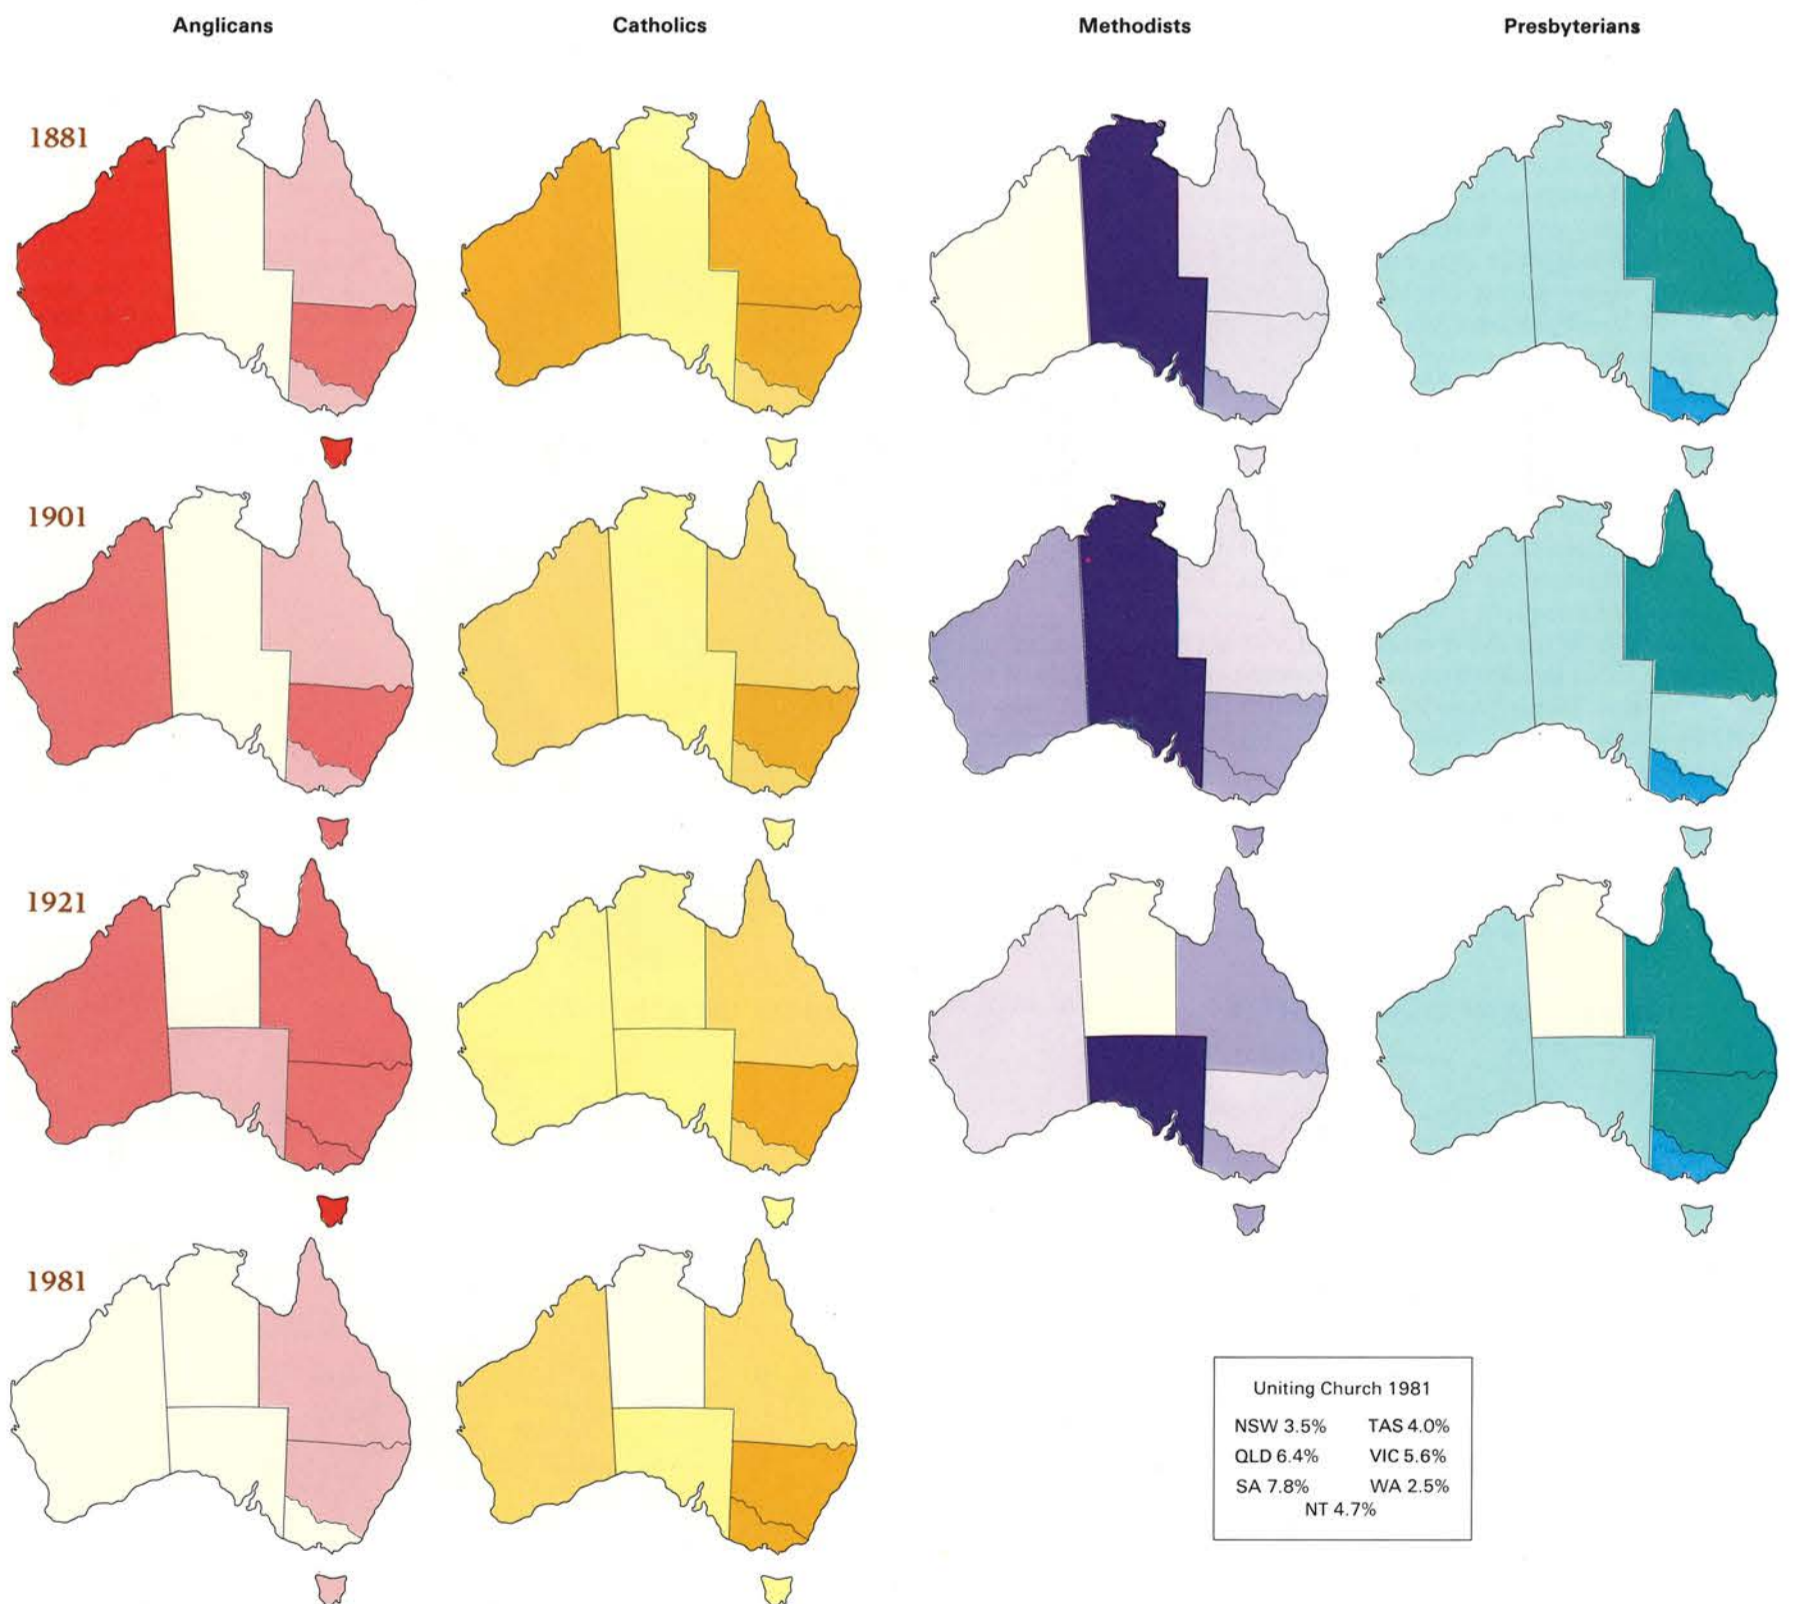 Anglicans
Catholics
Methodists
Presbyterians
1881
1901
1921
1981
Uniting Church 1981
NSW 3.5% TAS 4.0%
QLD 6.4% VIC 5.6%
SA 7.8% WA 2.5%
NT 4.7%